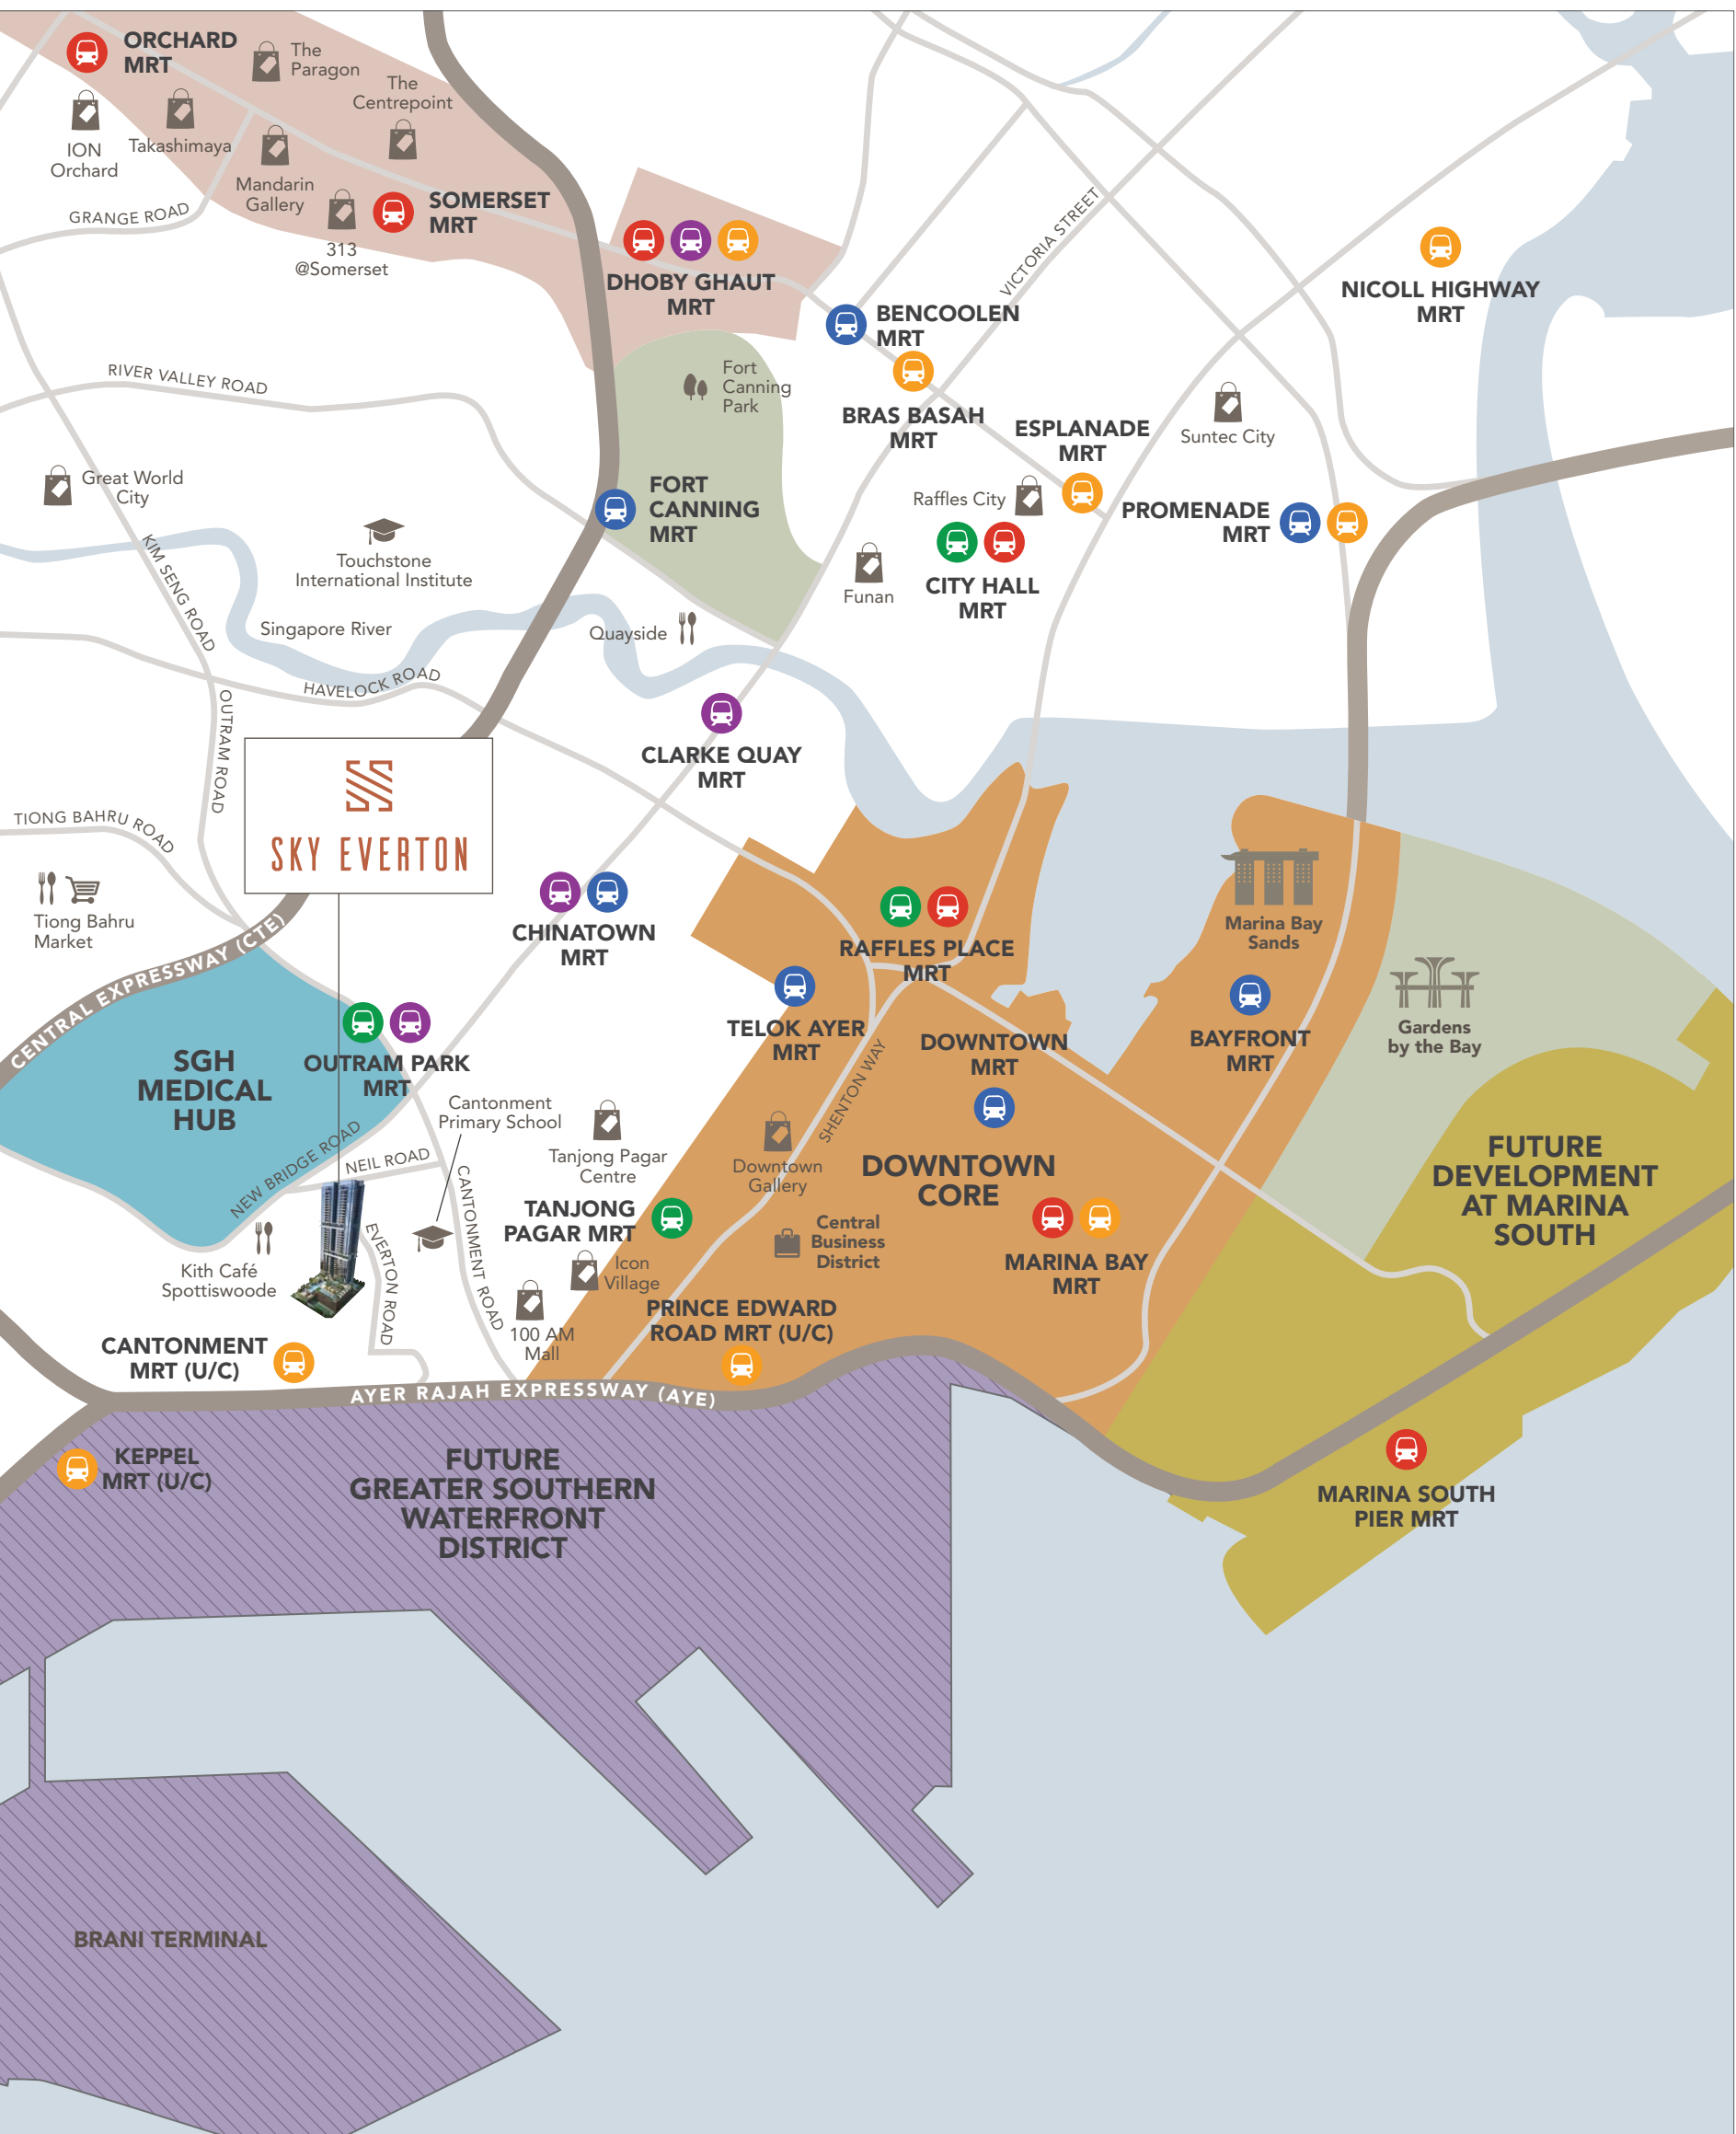 ORCHARD
MRT
The
Paragon
The
Centrepoint
ION
Orchard
Takashimaya
Mandarin
Gallery
GRANGE ROAD
313
@Somerset
SOMERSET
MRT
DHOBY GHAUT
MRT
VICTORIA STREET
NICOLL HIGHWAY
MRT
BENCOOLEN
MRT
RIVER VALLEY ROAD
Fort
Canning
Park
BRAS BASAH
MRT
ESPLANADE
MRT
Suntec City
Great World
City
FORT
CANNING
MRT
Raffles City
PROMENADE
MRT
KIM SENG ROAD
Touchstone
International Institute
Funan
CITY HALL
MRT
Singapore River
Quayside
HAVELOCK ROAD
OUTRAM ROAD
CLARKE QUAY
MRT
TIONG BAHRU ROAD
SKY EVERTON
Tiong Bahru
Market
CENTRAL EXPRESSWAY (CTE)
CHINATOWN
MRT
RAFFLES PLACE
MRT
Marina Bay
Sands
TELOK AYER
MRT
DOWNTOWN
MRT
BAYFRONT
MRT
Gardens
by the Bay
SGH
MEDICAL
HUB
OUTRAM PARK
MRT
Cantonment
Primary School
SHENTON WAY
NEW BRIDGE ROAD
NEIL ROAD
CANTONMENT ROAD
Tanjong Pagar
Centre
Downtown
Gallery
DOWNTOWN
CORE
FUTURE
DEVELOPMENT
AT MARINA
SOUTH
TANJONG
PAGAR MRT
Central
Business
District
MARINA BAY
MRT
Kith Café
Spottiswoode
EVERTON ROAD
Icon
Village
100 AM
Mall
PRINCE EDWARD
ROAD MRT (U/C)
CANTONMENT
MRT (U/C)
AYER RAJAH EXPRESSWAY (AYE)
KEPPEL
MRT (U/C)
FUTURE
GREATER SOUTHERN
WATERFRONT
DISTRICT
MARINA SOUTH
PIER MRT
BRANI TERMINAL